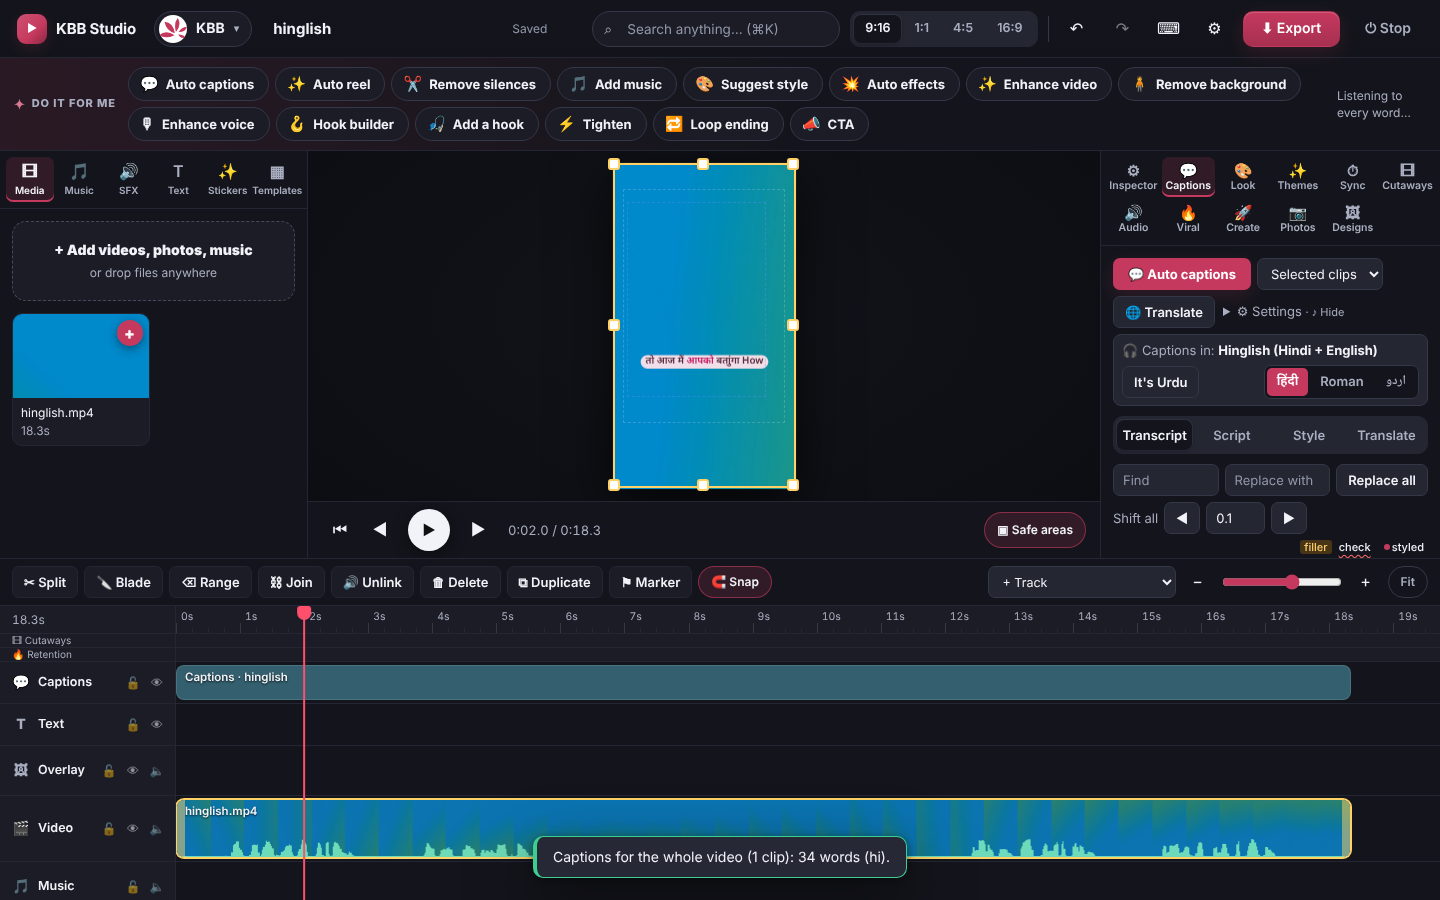 KBB Studio
KBB
hinglish
Saved
Search anything... (⌘K)
9:16 1:1 4:5 16:9
Export
Stop
DO IT FOR ME
Auto captions
Auto reel
Remove silences
Add music
Suggest style
Auto effects
Enhance video
Remove background
Enhance voice
Hook builder
Add a hook
Tighten
Loop ending
CTA
Listening to
every word...
Media
Music
SFX
Text
Stickers
Templates
+ Add videos, photos, music
or drop files anywhere
hinglish.mp4
18.3s
तो आज मै आपको बताुंगा How
0:02.0 / 0:18.3
Safe areas
Inspector
Captions
Look
Themes
Sync
Cutaways
Audio
Viral
Create
Photos
Designs
Auto captions
Selected clips
Translate
Settings · ♪ Hide
Captions in: Hinglish (Hindi + English)
It's Urdu
हिंदी
Roman
اردو
Transcript
Script
Style
Translate
Find
Replace with
Replace all
Shift all
0.1
filler check styled
Split
Blade
Range
Join
Unlink
Delete
Duplicate
Marker
Snap
+ Track
− +
Fit
18.3s
0s 1s 2s 3s 4s 5s 6s 7s 8s 9s 10s 11s 12s 13s 14s 15s 16s 17s 18s 19s
Cutaways
Retention
Captions
Captions · hinglish
Text
Overlay
Video
hinglish.mp4
Captions for the whole video (1 clip): 34 words (hi).
Music